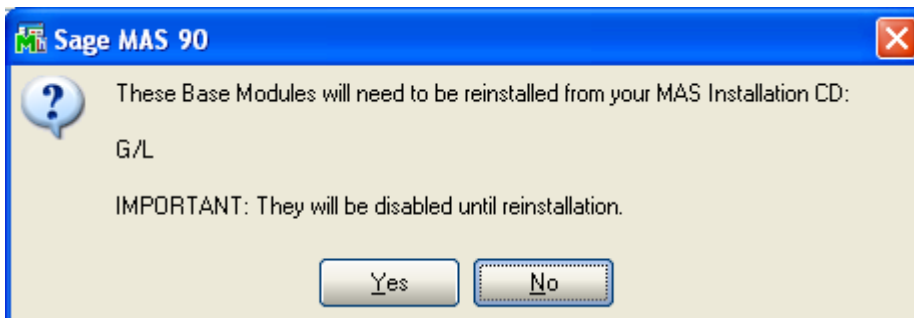 Sage MAS 90
These Base Modules will need to be reinstalled from your MAS Installation CD:
G/L
IMPORTANT: They will be disabled until reinstallation.
Yes
No